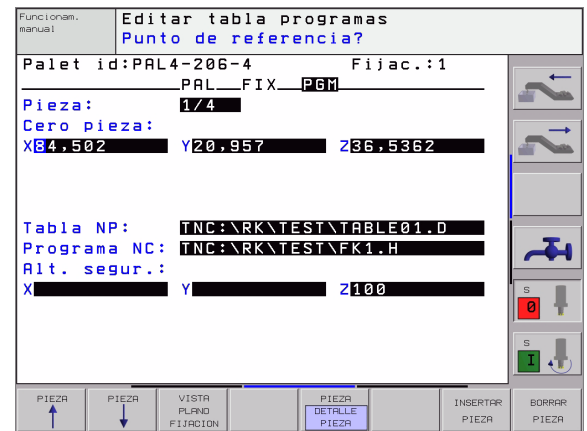 Funcionam.
manual
Editar tabla programas
Punto de referencia?
Palet id:PAL4-206-4 Fijac.:1
PAL FIX PGM
Pieza: 1/4
Cero pieza:
X84,502 Y20,957 Z36,5362
Tabla NP: TNC:\RK\TEST\TABLE01.D
Programa NC: TNC:\RK\TEST\FK1.H
Alt. segur.:
X Y Z100
S
0
S
I
PIEZA
PIEZA
VISTA
PLANO
FIJACION
PIEZA
DETALLE
PIEZA
INSERTAR
PIEZA
BORRAR
PIEZA